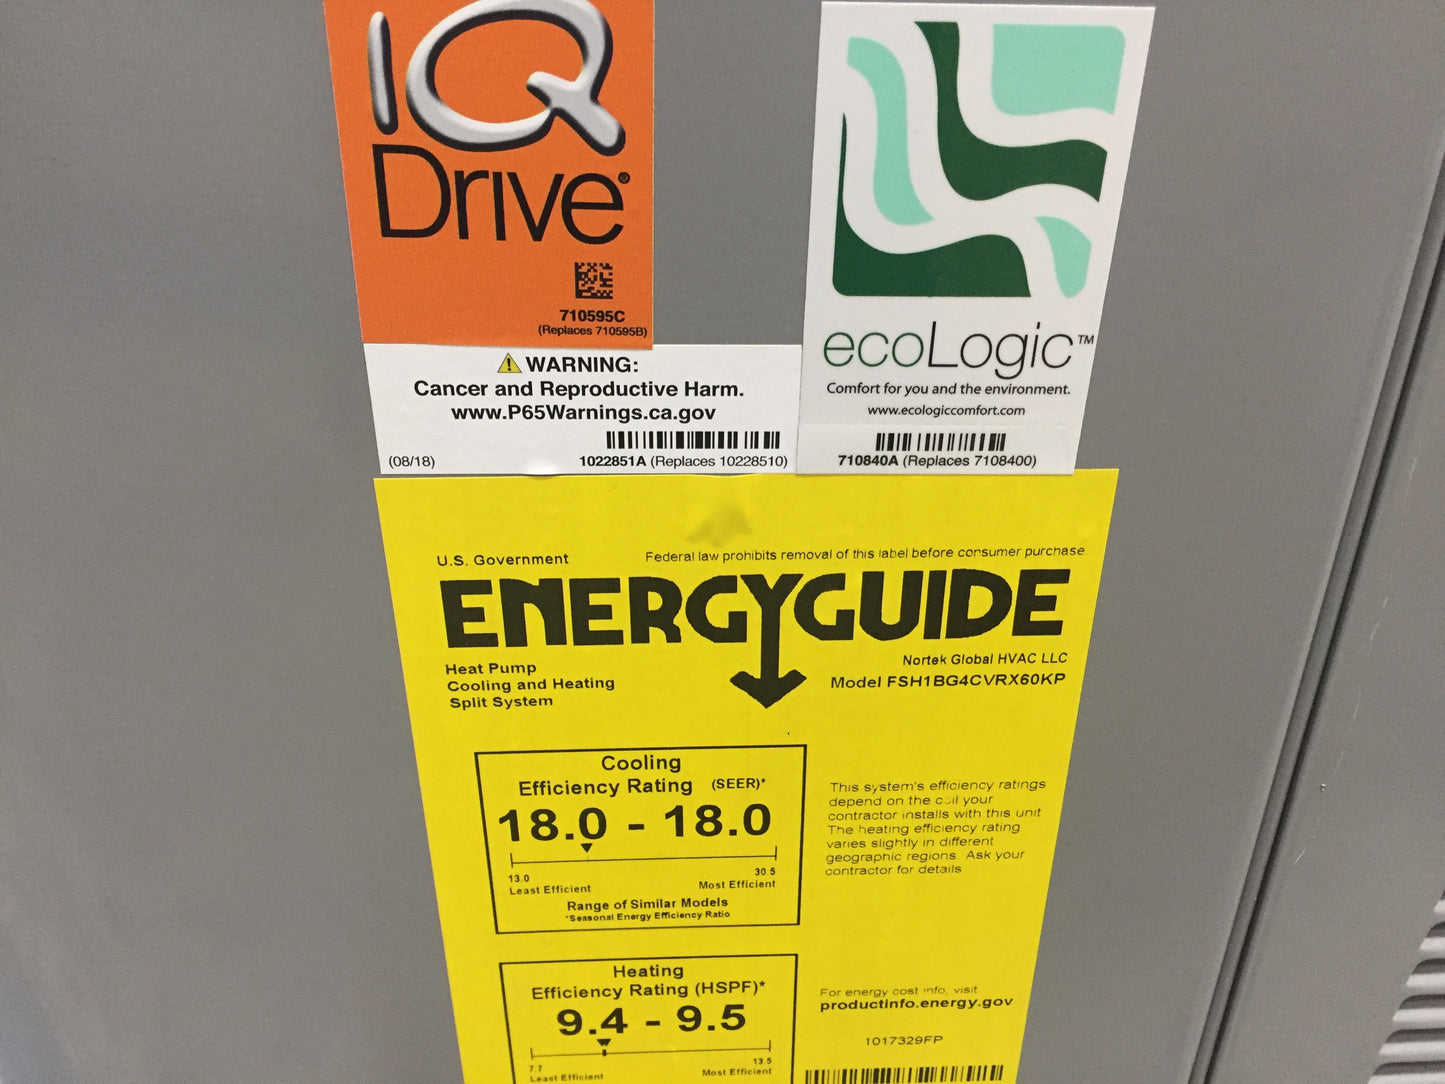 IQ
Drive®
710595C
(Replaces 710595B)
ecoLogic™
Comfort for you and the environment.
www.ecologiccomfort.com
710840A (Replaces 7108400)
WARNING:
Cancer and Reproductive Harm.
www.P65Warnings.ca.gov
(08/18)
1022851A (Replaces 10228510)
U.S. Government
Federal law prohibits removal of this label before consumer purchase
ENERGYGUIDE
Heat Pump
Cooling and Heating
Split System
Nortek Global HVAC LLC
Model FSH1BG4CVRX60KP
Cooling
Efficiency Rating (SEER)*
18.0 - 18.0
13.0 30.5
Least Efficient Most Efficient
Range of Similar Models
*Seasonal Energy Efficiency Ratio
This system's efficiency ratings
depend on the coil your
contractor installs with this unit
The heating efficiency rating
varies slightly in different
geographic regions. Ask your
contractor for details
Heating
Efficiency Rating (HSPF)*
9.4 - 9.5
7.7 13.5
Least Efficient Most Efficient
For energy cost info, visit
productinfo.energy.gov
1017329FP